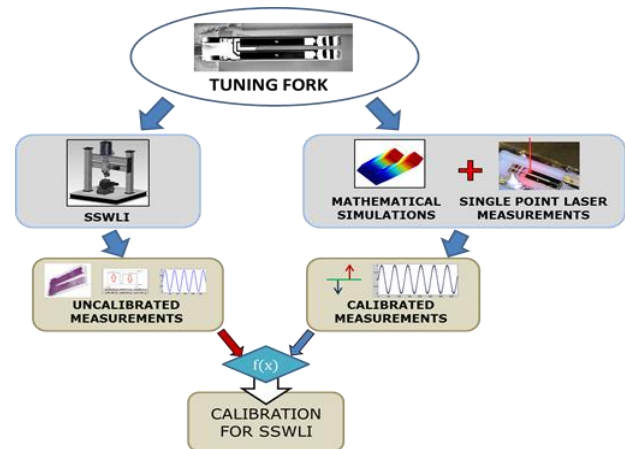 TUNING FORK
SSWLI
MATHEMATICAL
SIMULATIONS
SINGLE POINT LASER
MEASUREMENTS
UNCALIBRATED
MEASUREMENTS
CALIBRATED
MEASUREMENTS
f(x)
CALIBRATION
FOR SSWLI